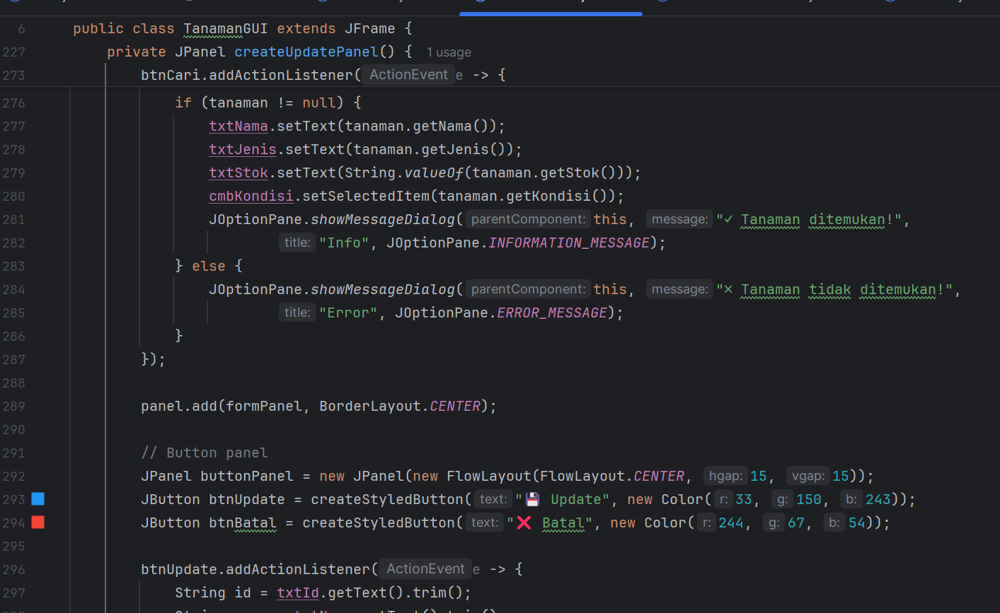 6 public class TanamanGUI extends JFrame {
227 private JPanel createUpdatePanel() { 1 usage
273 btnCari.addActionListener( ActionEvent e -> {
276 if (tanaman != null) {
277 txtNama.setText(tanaman.getNama());
278 txtJenis.setText(tanaman.getJenis());
279 txtStok.setText(String.valueOf(tanaman.getStok()));
280 cmbKondisi.setSelectedItem(tanaman.getKondisi());
281 JOptionPane.showMessageDialog( parentComponent: this, message: "✓ Tanaman ditemukan!",
282 title: "Info", JOptionPane.INFORMATION_MESSAGE);
283 } else {
284 JOptionPane.showMessageDialog( parentComponent: this, message: "✕ Tanaman tidak ditemukan!",
285 title: "Error", JOptionPane.ERROR_MESSAGE);
286 }
287 });
288
289 panel.add(formPanel, BorderLayout.CENTER);
290
291 // Button panel
292 JPanel buttonPanel = new JPanel(new FlowLayout(FlowLayout.CENTER, hgap: 15, vgap: 15));
293 JButton btnUpdate = createStyledButton( text: "💾 Update", new Color( r: 33, g: 150, b: 243));
294 JButton btnBatal = createStyledButton( text: "❌ Batal", new Color( r: 244, g: 67, b: 54));
295
296 btnUpdate.addActionListener( ActionEvent e -> {
297 String id = txtId.getText().trim();